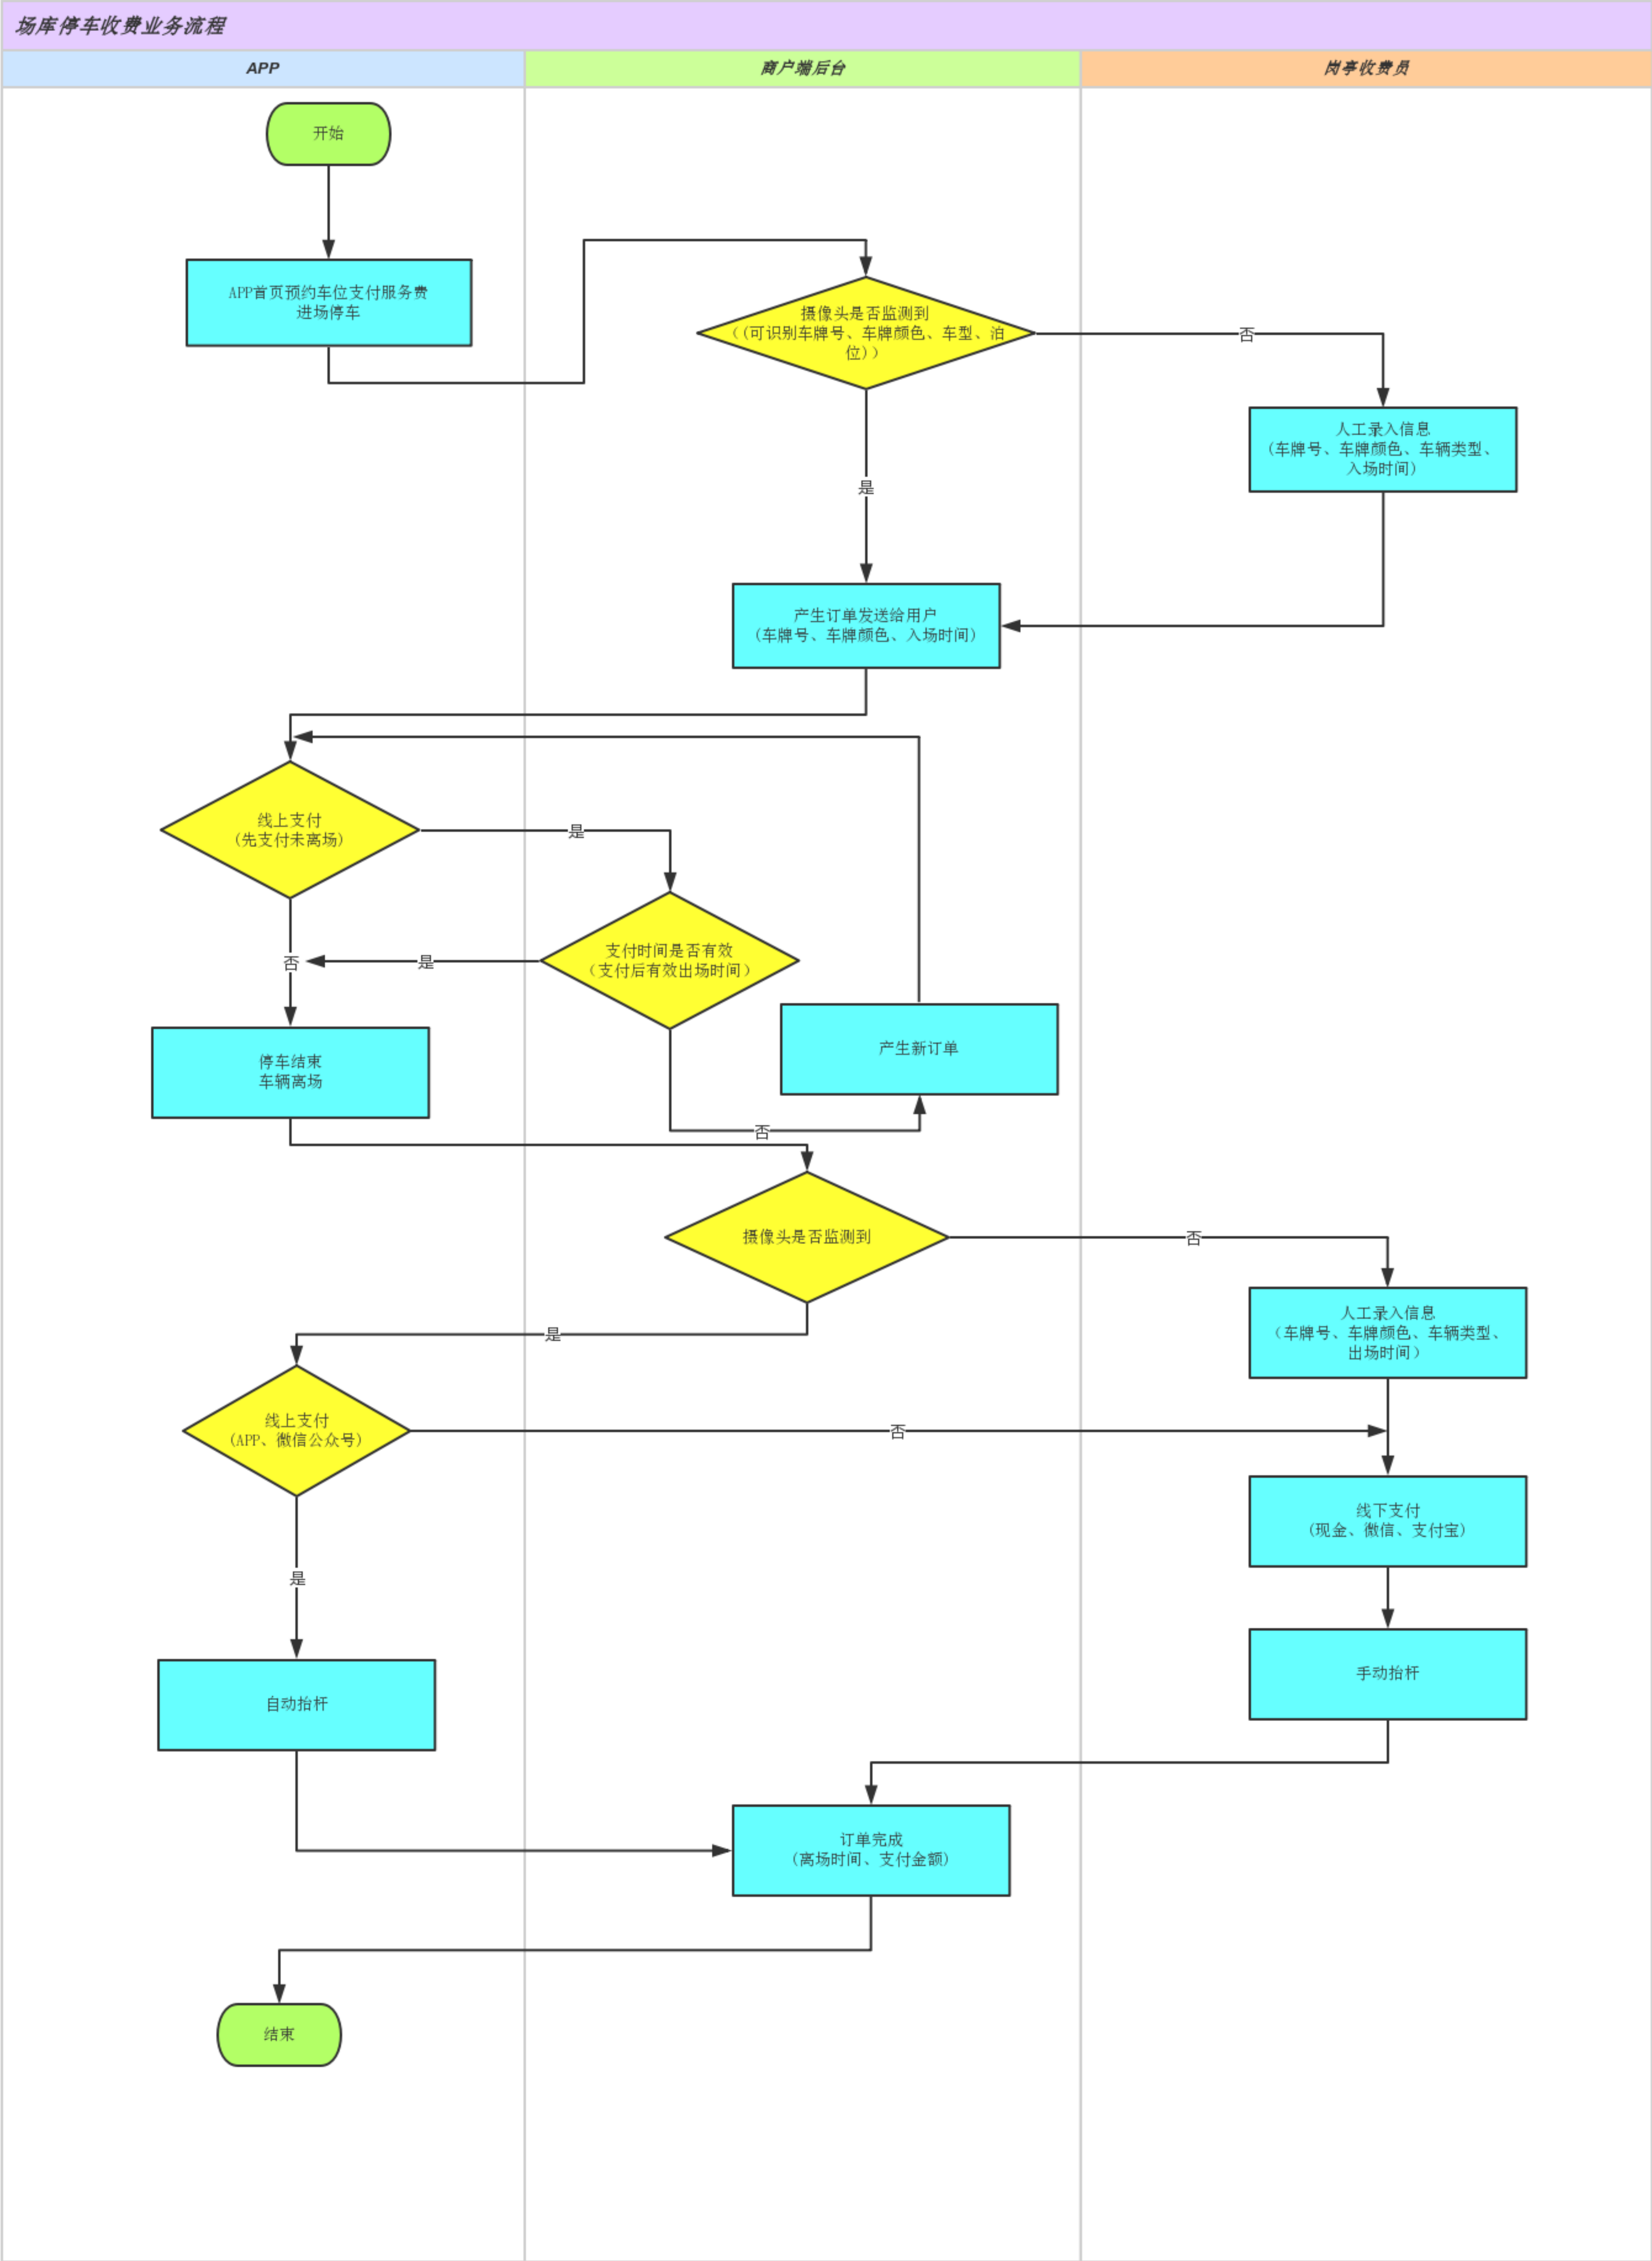 场库停车收费业务流程
APP
商户端后台
岗亭收费员
开始
APP首页预约车位支付服务费
进场停车
摄像头是否监测到
((可识别车牌号、车牌颜色、车型、泊
位))
否
人工录入信息
(车牌号、车牌颜色、车辆类型、
入场时间)
是
产生订单发送给用户
(车牌号、车牌颜色、入场时间)
线上支付
(先支付未离场)
是
支付时间是否有效
(支付后有效出场时间)
是
否
产生新订单
停车结束
车辆离场
否
摄像头是否监测到
否
人工录入信息
(车牌号、车牌颜色、车辆类型、
出场时间)
是
线上支付
(APP、微信公众号)
否
线下支付
(现金、微信、支付宝)
是
手动抬杆
自动抬杆
订单完成
(离场时间、支付金额)
结束